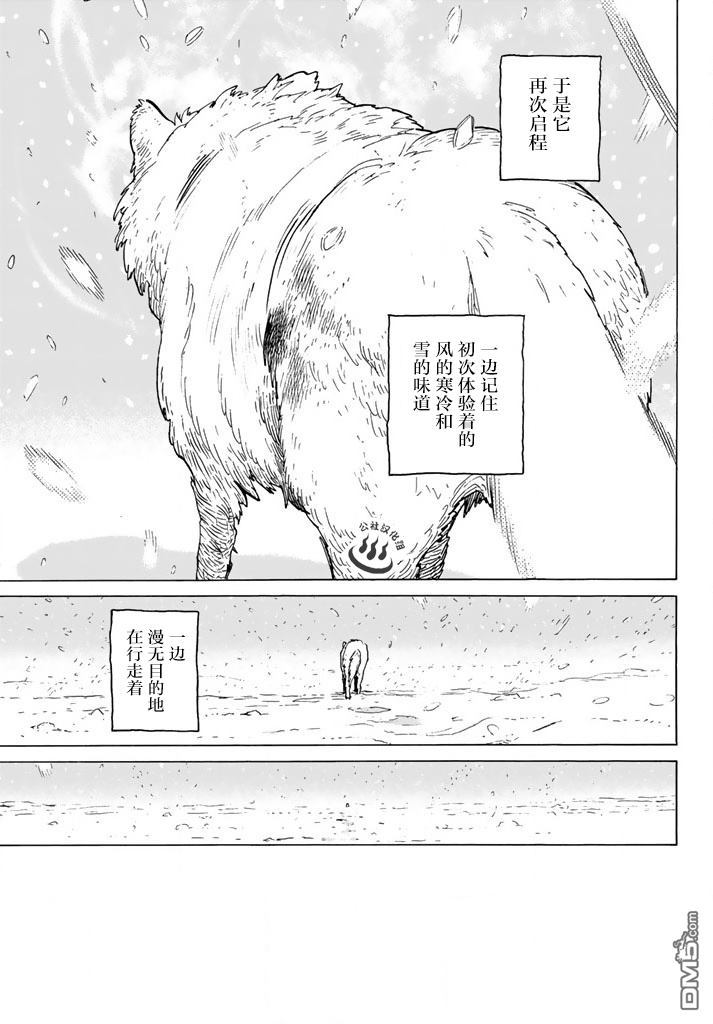 于是它
再次启程
一边记住
初次体验着的
风的寒冷和
雪的味道
公社汉化组
一边
漫无目的地
在行走着
DM5.com